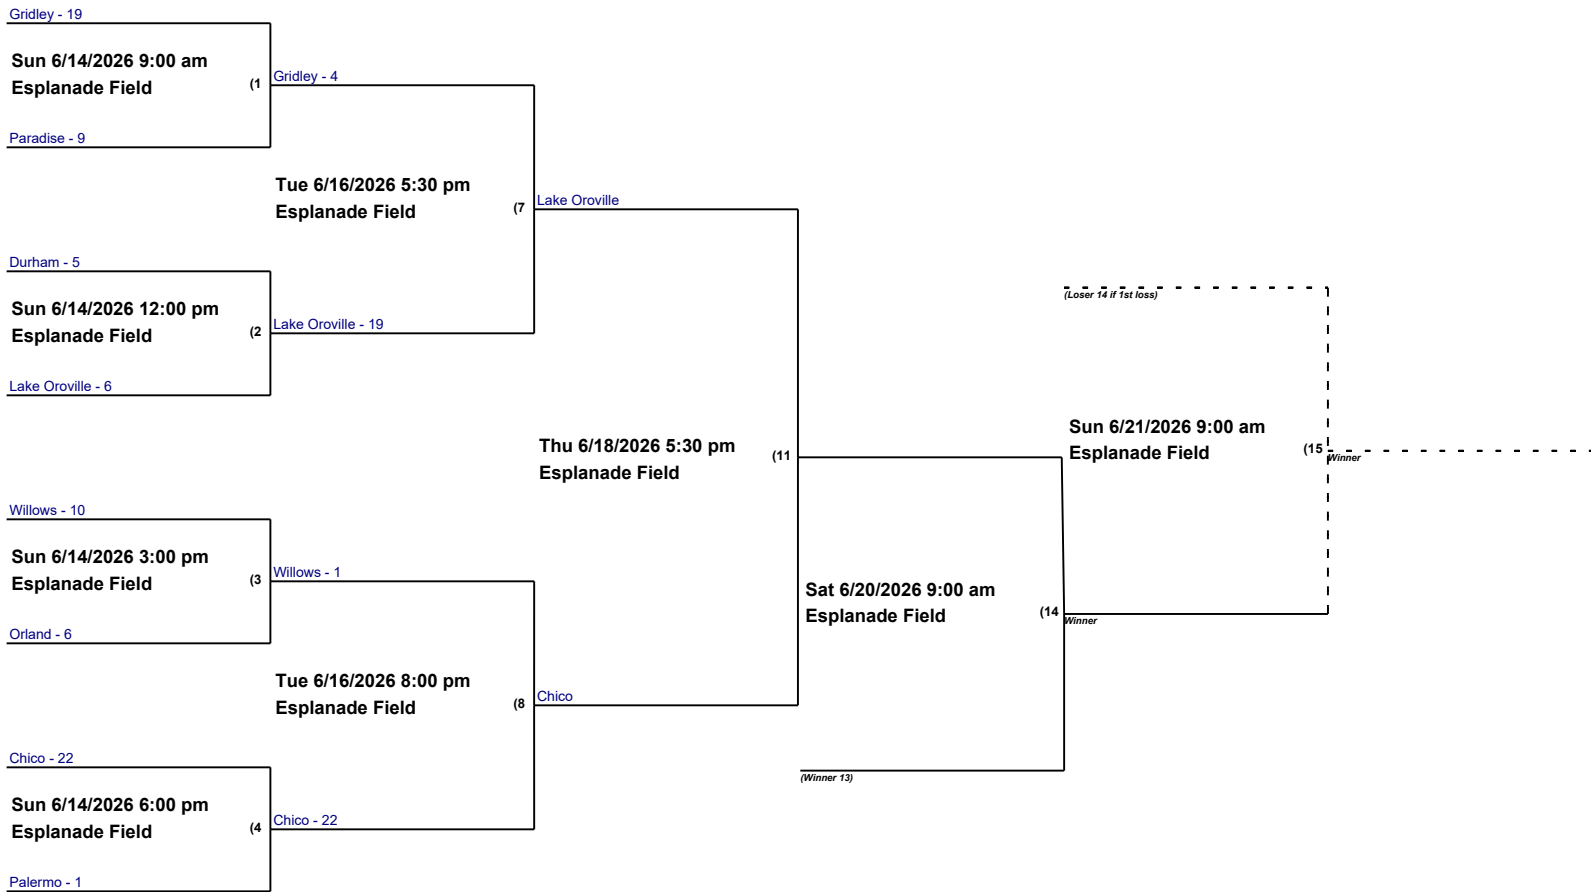 Gridley - 19
Sun 6/14/2026 9:00 am
Esplanade Field
(1
Gridley - 4
Paradise - 9
Tue 6/16/2026 5:30 pm
Esplanade Field
(7
Lake Oroville
Durham - 5
Sun 6/14/2026 12:00 pm
Esplanade Field
(2
Lake Oroville - 19
Lake Oroville - 6
(Loser 14 if 1st loss)
Thu 6/18/2026 5:30 pm
Esplanade Field
(11
Sun 6/21/2026 9:00 am
Esplanade Field
(15
Winner
Willows - 10
Sun 6/14/2026 3:00 pm
Esplanade Field
(3
Willows - 1
Orland - 6
Sat 6/20/2026 9:00 am
Esplanade Field
(14
Winner
Tue 6/16/2026 8:00 pm
Esplanade Field
(8
Chico
Chico - 22
Sun 6/14/2026 6:00 pm
Esplanade Field
(4
Chico - 22
(Winner 13)
Palermo - 1